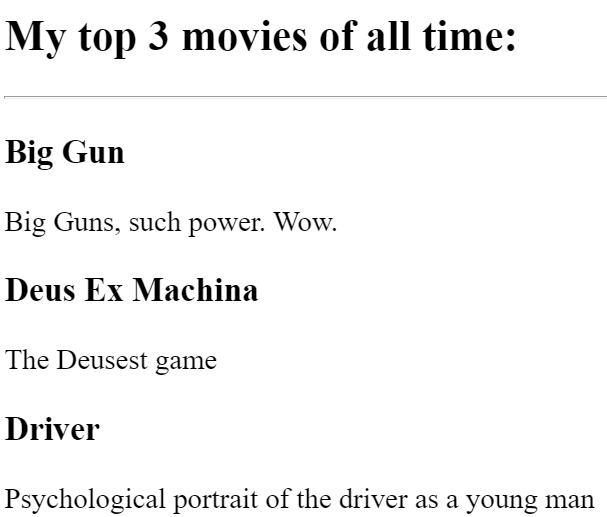 My top 3 movies of all time:
Big Gun
Big Guns, such power. Wow.
Deus Ex Machina
The Deusest game
Driver
Psychological portrait of the driver as a young man